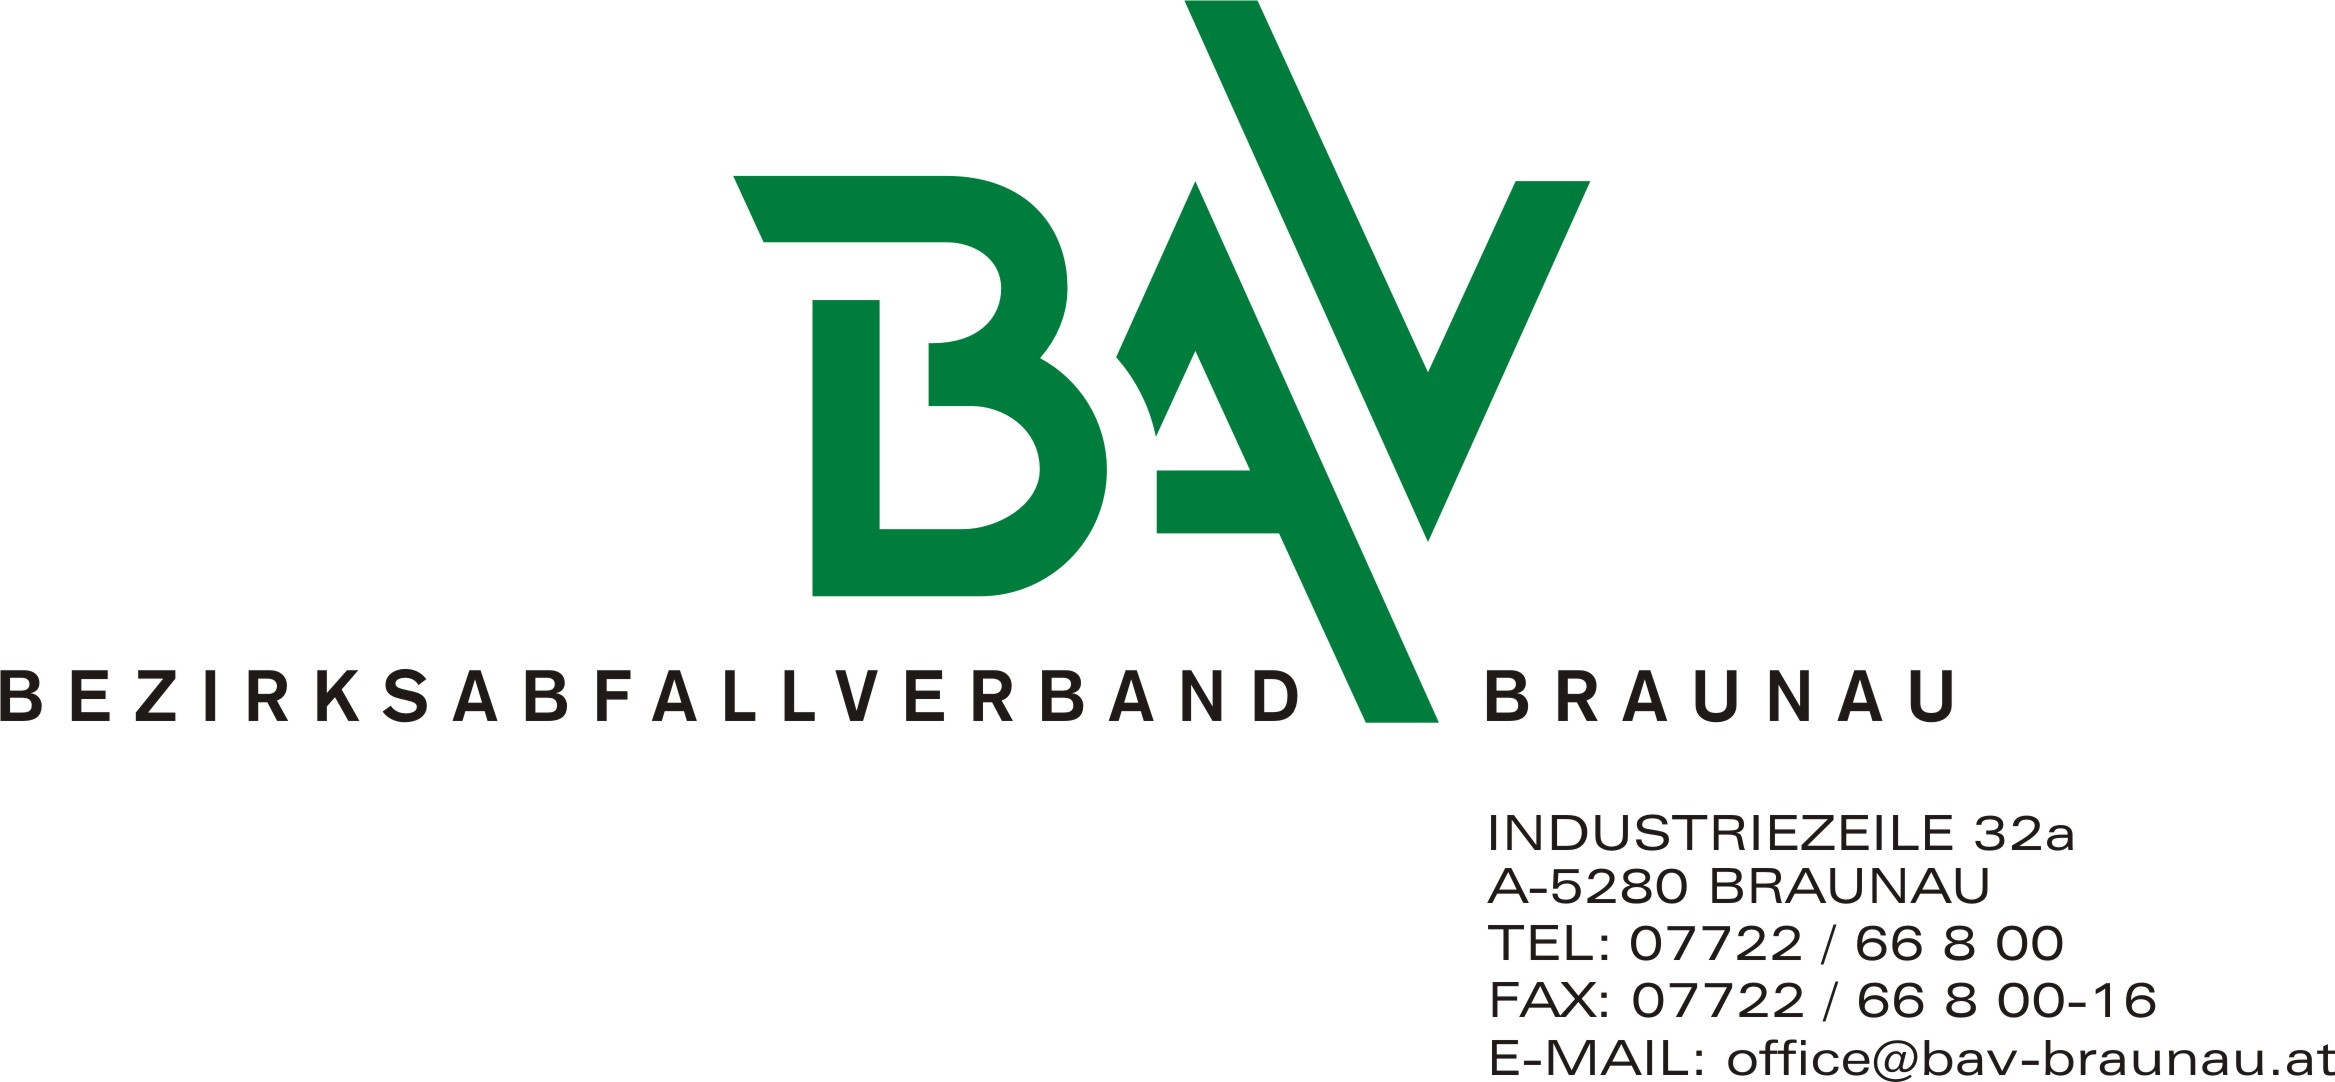 BAV
BEZIRKSABFALLVERBAND BRAUNAU
INDUSTRIEZEILE 32a
A-5280 BRAUNAU
TEL: 07722 / 66 8 00
FAX: 07722 / 66 8 00-16
E-MAIL: office@bav-braunau.at